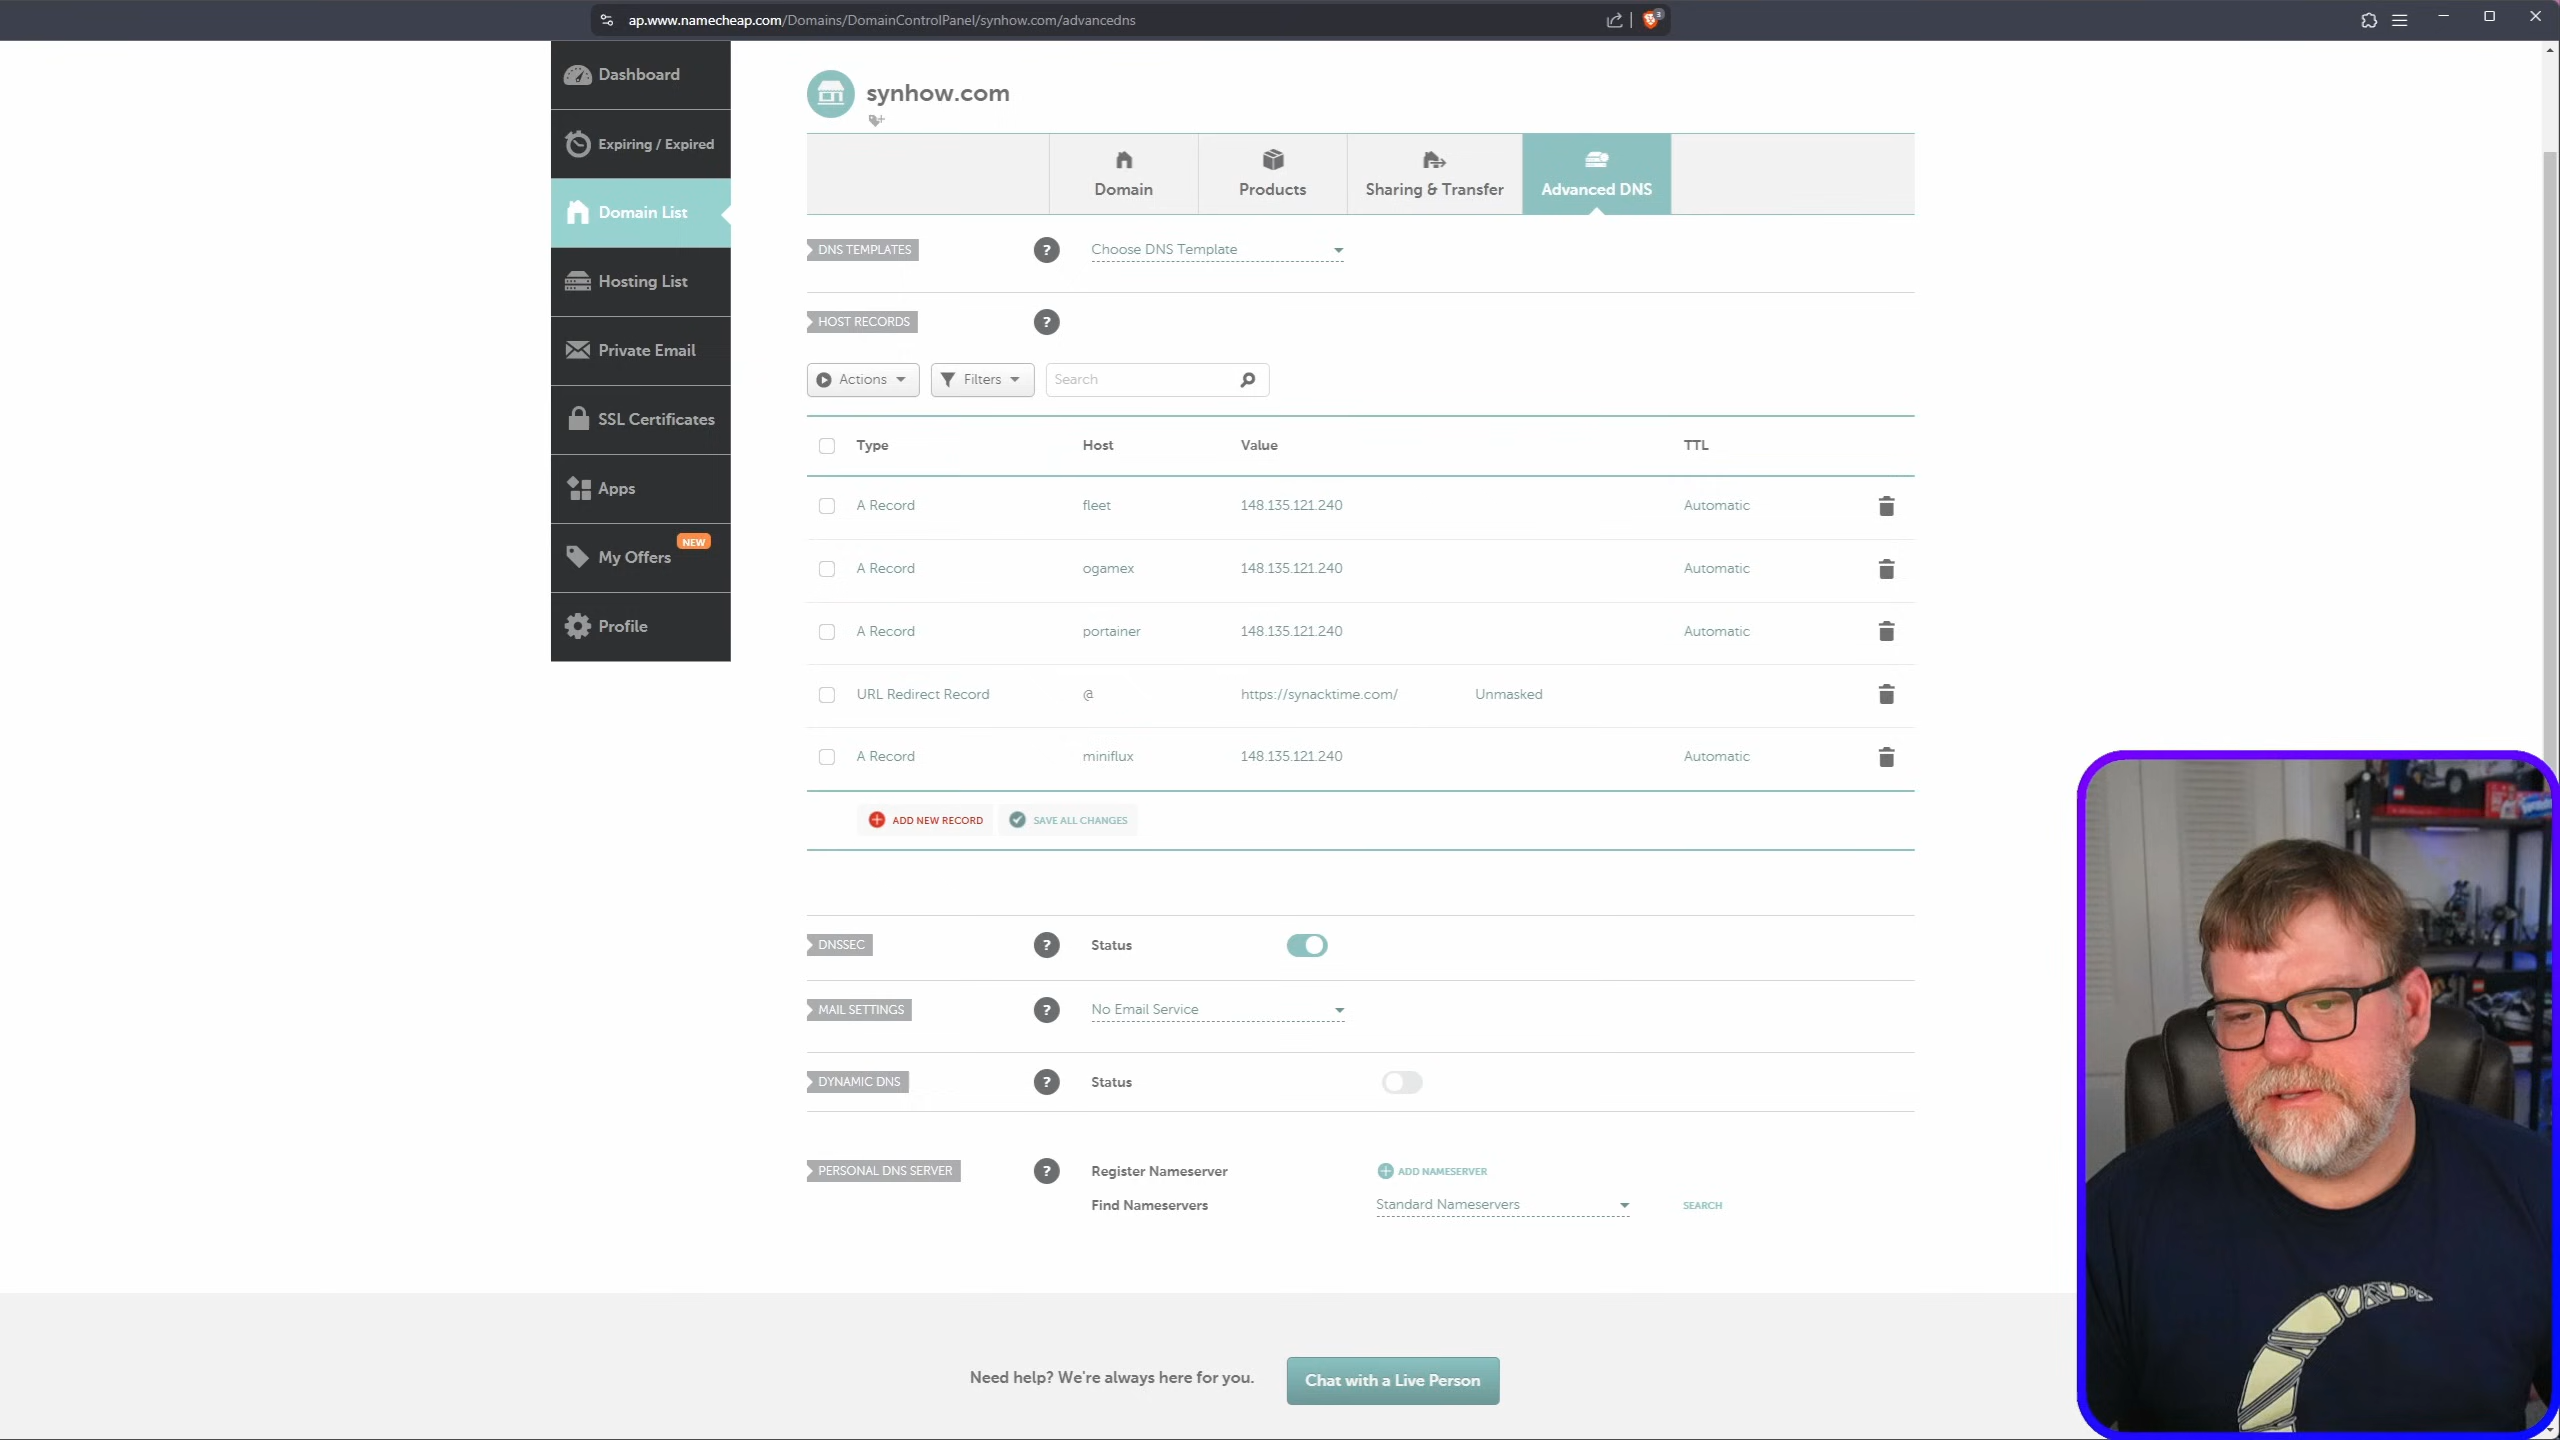 ap.www.namecheap.com/Domains/DomainControlPanel/synhow.com/advancedns
3
Dashboard
Expiring / Expired
Domain List
Hosting List
Private Email
SSL Certificates
Apps
My Offers
NEW
Profile
synhow.com
Domain
Products
Sharing & Transfer
Advanced DNS
DNS TEMPLATES
?
Choose DNS Template
HOST RECORDS
?
Actions
Filters
Search
Type Host Value TTL
A Record fleet 148.135.121.240 Automatic
A Record ogamex 148.135.121.240 Automatic
A Record portainer 148.135.121.240 Automatic
URL Redirect Record @ https://synacktime.com/ Unmasked
A Record miniflux 148.135.121.240 Automatic
ADD NEW RECORD
SAVE ALL CHANGES
DNSSEC ? Status
MAIL SETTINGS ? No Email Service
DYNAMIC DNS ? Status
PERSONAL DNS SERVER ? Register Nameserver ADD NAMESERVER
Find Nameservers Standard Nameservers SEARCH
Need help? We're always here for you.
Chat with a Live Person